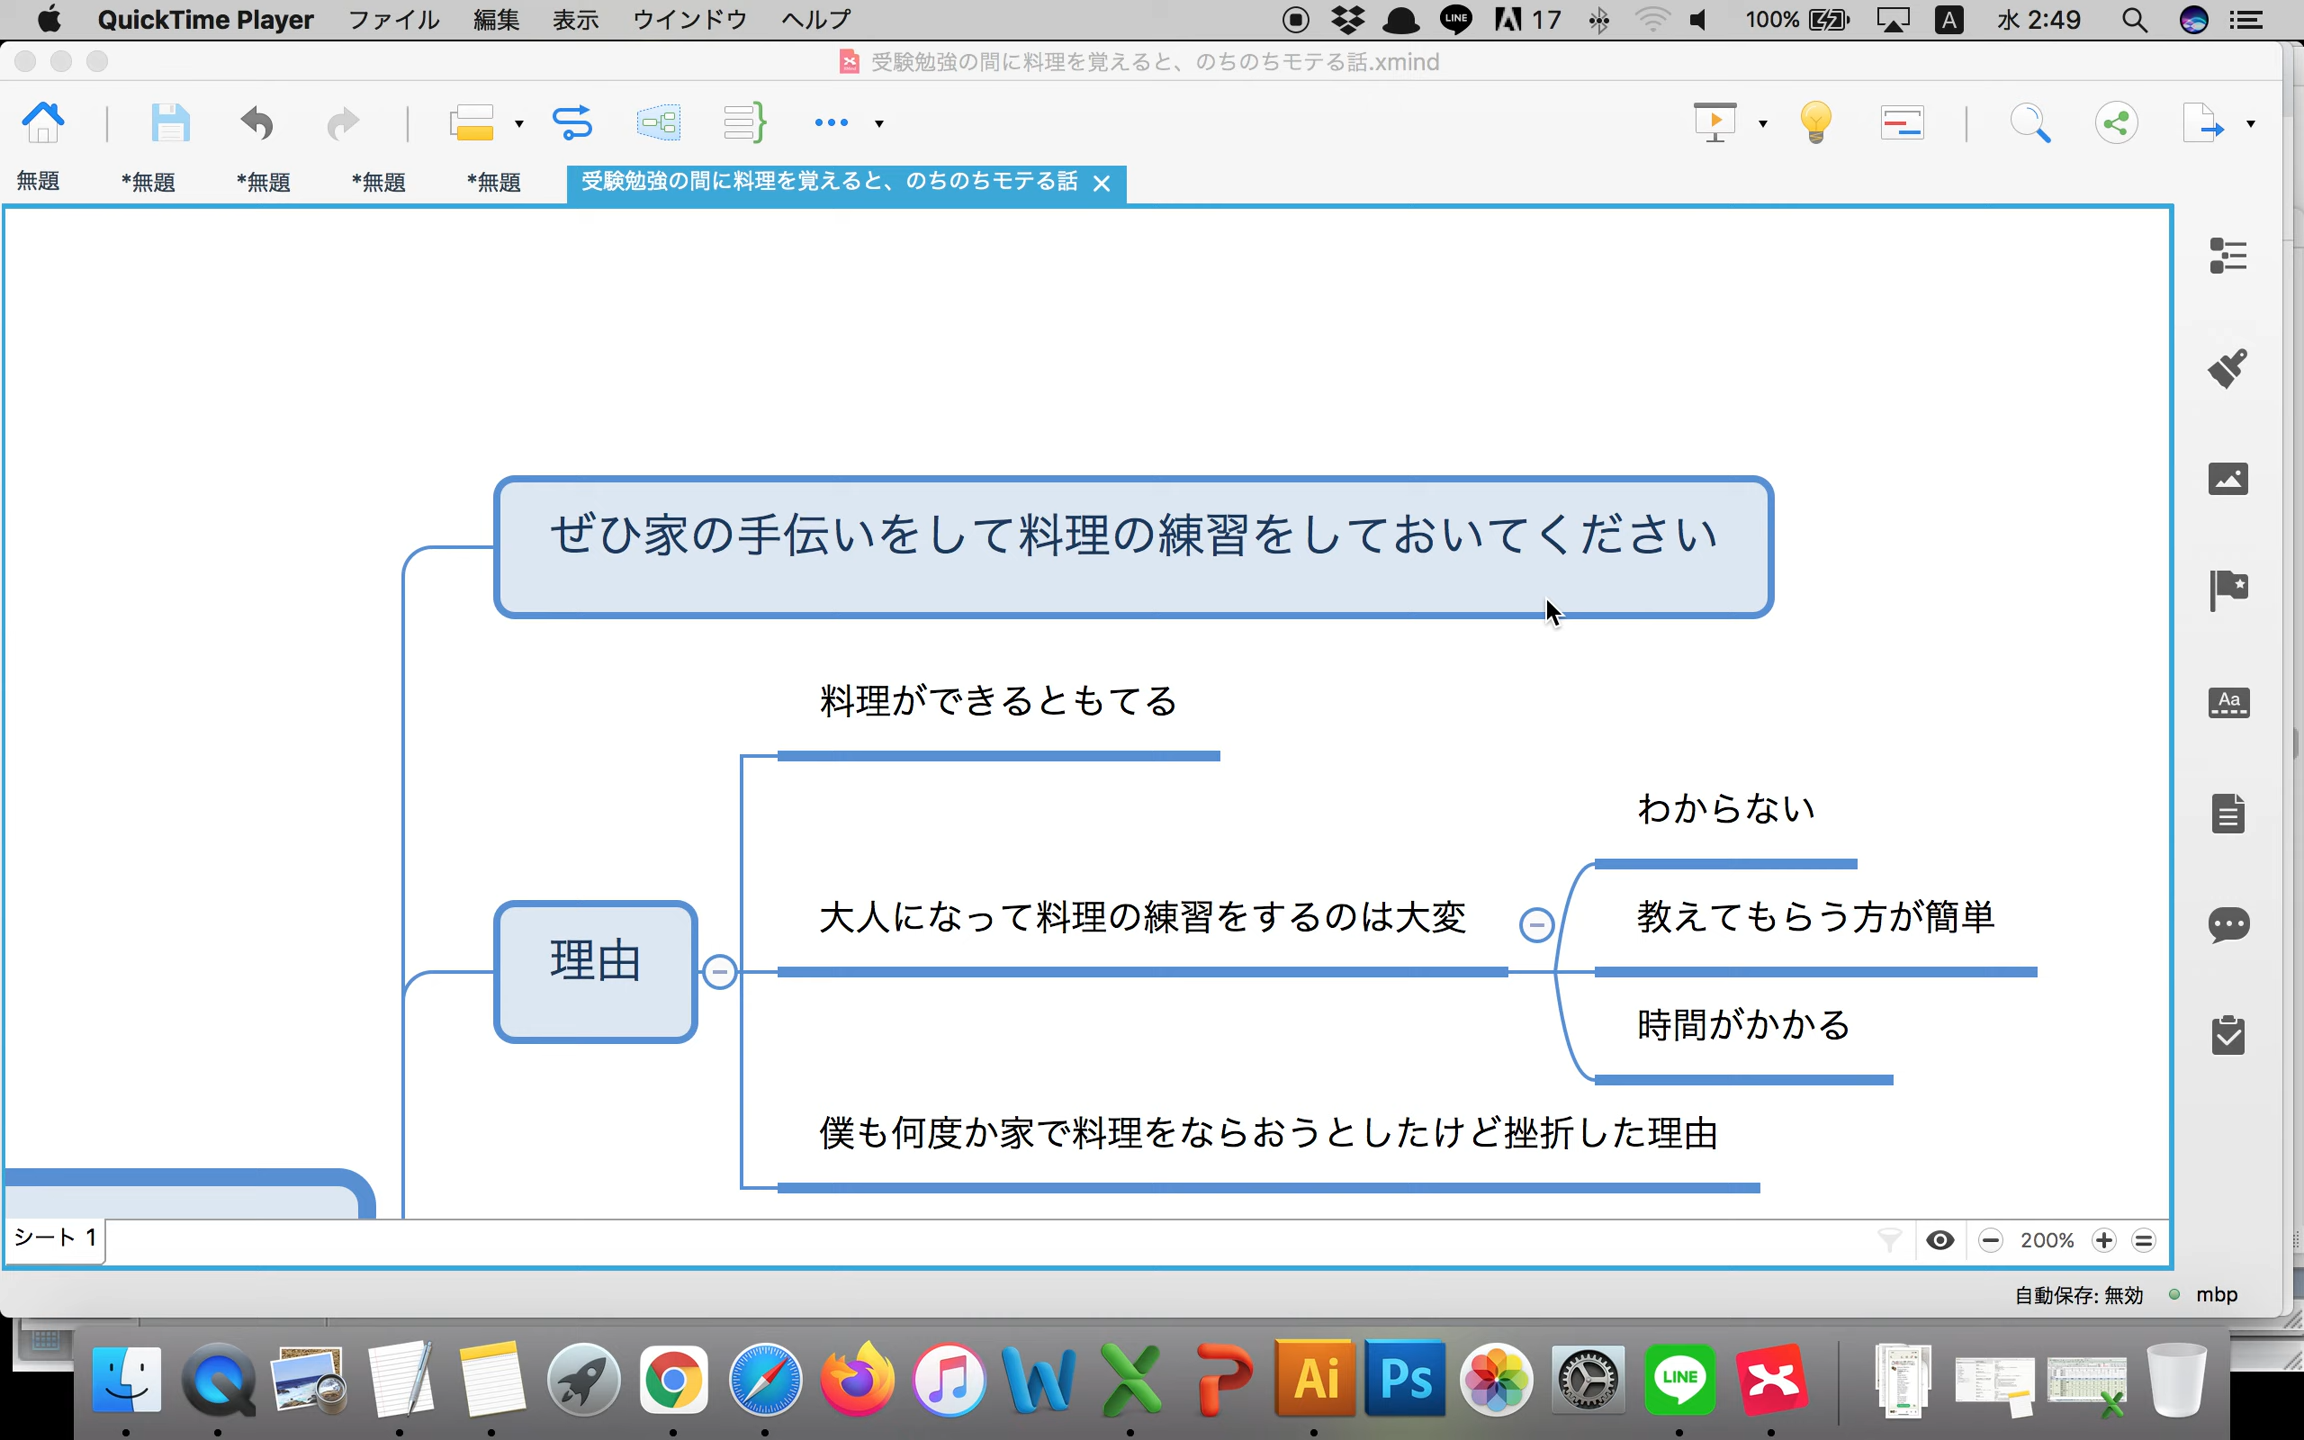 QuickTime Player ファイル 編集 表示 ウインドウ ヘルプ LINE 17 100% A 水 2:49
受験勉強の間に料理を覚えると、のちのちモテる話.xmind
無題 *無題 *無題 *無題 *無題 受験勉強の間に料理を覚えると、のちのちモテる話
ぜひ家の手伝いをして料理の練習をしておいてください
料理ができるともてる
わからない
理由
大人になって料理の練習をするのは大変
教えてもらう方が簡単
時間がかかる
僕も何度か家で料理をならおうとしたけど挫折した理由
Aa
シート 1
200%
自動保存: 無効 mbp
Ai Ps LINE